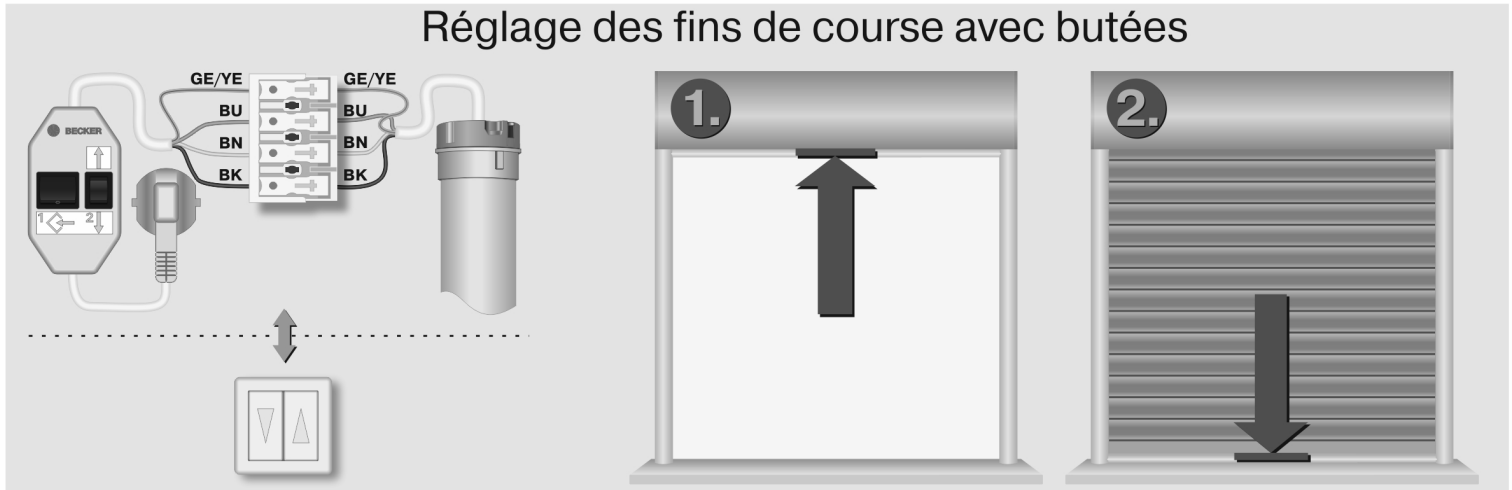 Réglage des fins de course avec butées
GE/YE
GE/YE
BU
BU
BN
BN
BK
BK
BECKER
1
2
1.
2.